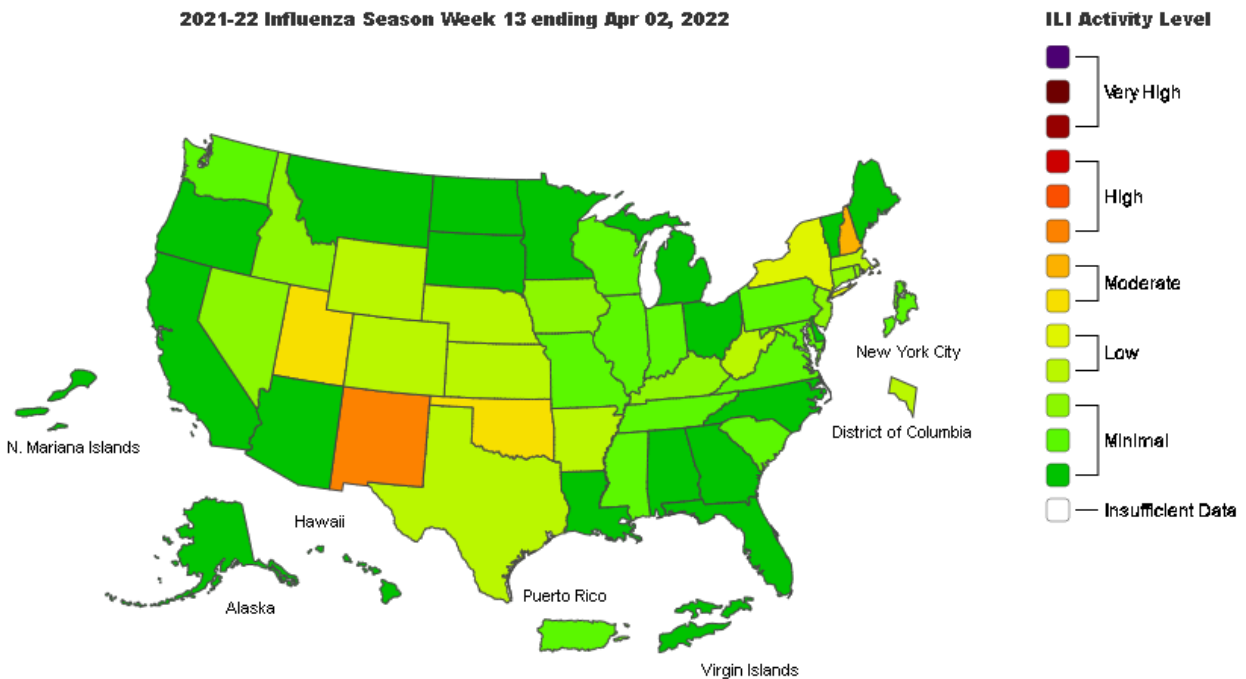 2021-22 Influenza Season Week 13 ending Apr 02, 2022
ILI Activity Level
Very High
High
Moderate
Low
Minimal
Insufficient Data
New York City
District of Columbia
N. Mariana Islands
Hawaii
Alaska
Puerto Rico
Virgin Islands